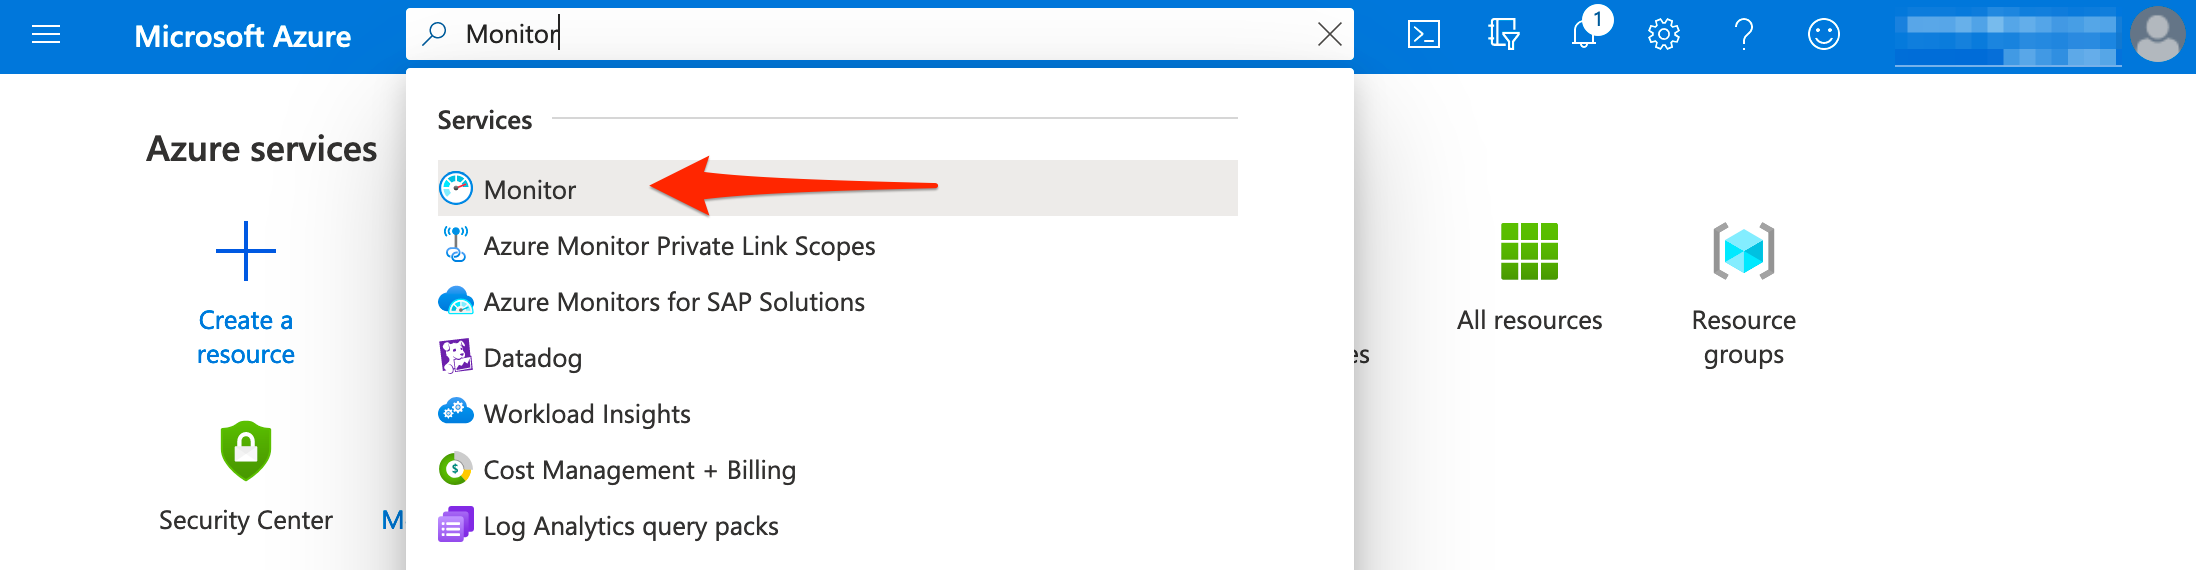 Microsoft Azure
Monitor
1
Services
Azure services
Monitor
Azure Monitor Private Link Scopes
Azure Monitors for SAP Solutions
Datadog
Workload Insights
Cost Management + Billing
Log Analytics query packs
Create a
resource
All resources
Resource
groups
es
Security Center
M